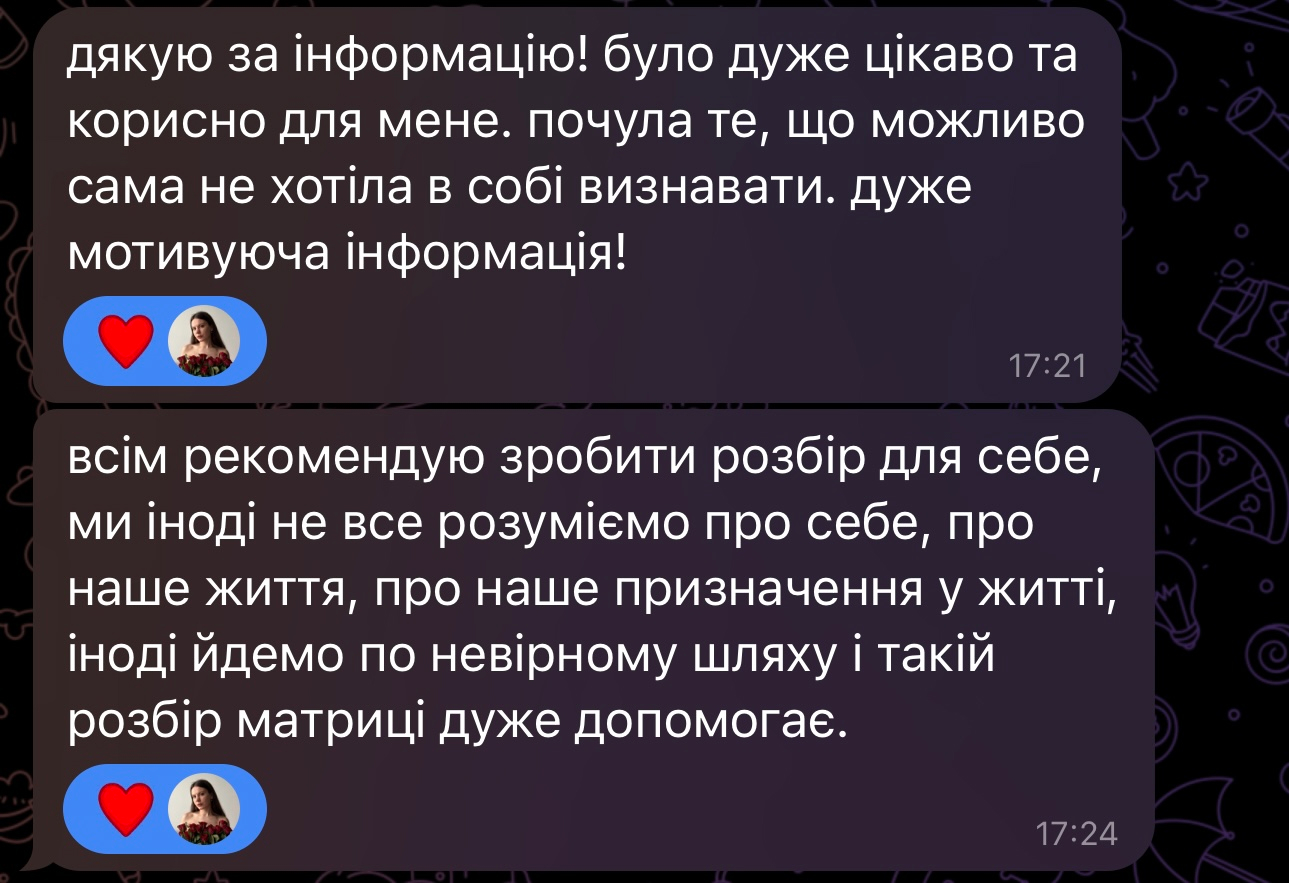 дякую за інформацію! було дуже цікаво та
корисно для мене. почула те, що можливо
сама не хотіла в собі визнавати. дуже
мотивуюча інформація!
17:21
всім рекомендую зробити розбір для себе,
ми іноді не все розуміємо про себе, про
наше життя, про наше призначення у житті,
іноді йдемо по невірному шляху і такій
розбір матриці дуже допомогає.
17:24